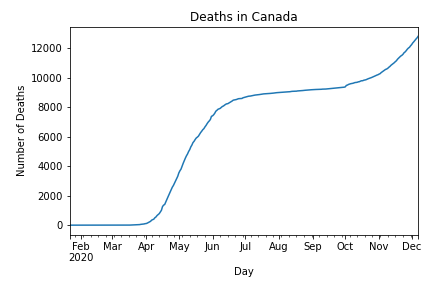 Deaths in Canada
Number of Deaths
12000
10000
8000
6000
4000
2000
0
Feb Mar Apr May Jun Jul Aug Sep Oct Nov Dec
2020
Day